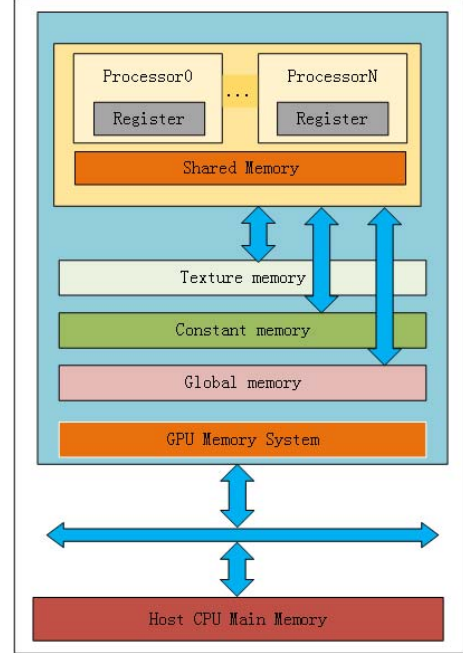 Processor0
...
ProcessorN
Register
Register
Shared Memory
Texture memory
Constant memory
Global memory
GPU Memory System
Host CPU Main Memory